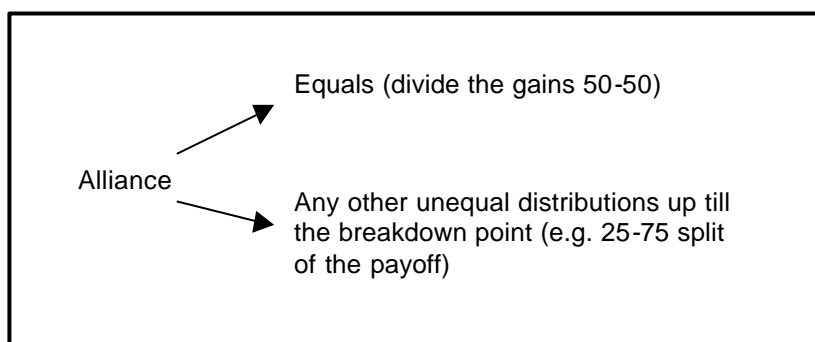 Equals (divide the gains 50-50)
Alliance
Any other unequal distributions up till
the breakdown point (e.g. 25-75 split
of the payoff)